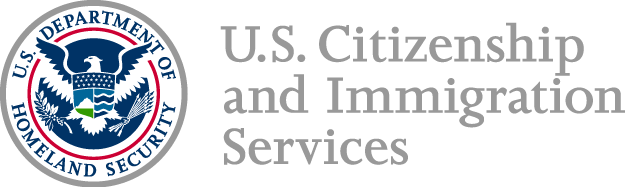 U.S. DEPARTMENT OF
HOMELAND SECURITY
U.S. Citizenship
and Immigration
Services